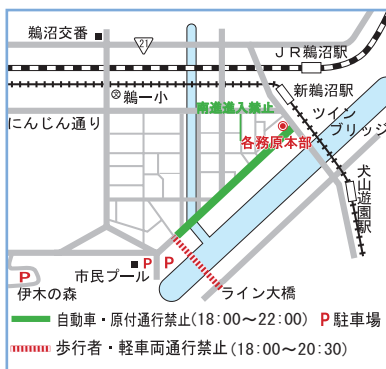 鵜沼交番
21
JR鵜沼駅
新鵜沼駅
文
鵜一小
南進進入禁止
ツイン
ブリッジ
にんじん通り
各務原本部
犬山遊園駅
市民プール
P P
P
伊木の森
ライン大橋
自動車・原付通行禁止(18:00～22:00) P 駐車場
歩行者・軽車両通行禁止(18:00～20:30)